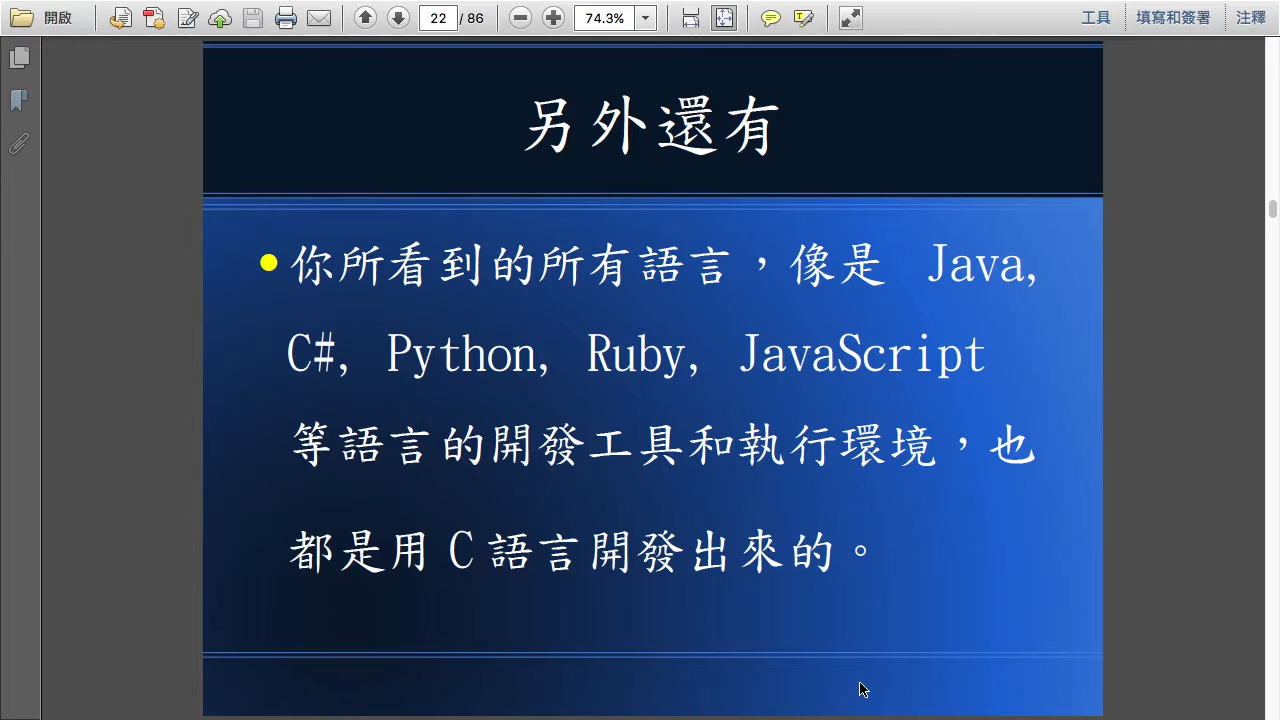 開啟
22 / 86
74.3%
工具
填寫和簽署
注釋
另外還有
你所看到的所有語言，像是 Java,
C#, Python, Ruby, JavaScript
等語言的開發工具和執行環境，也
都是用 C 語言開發出來的。